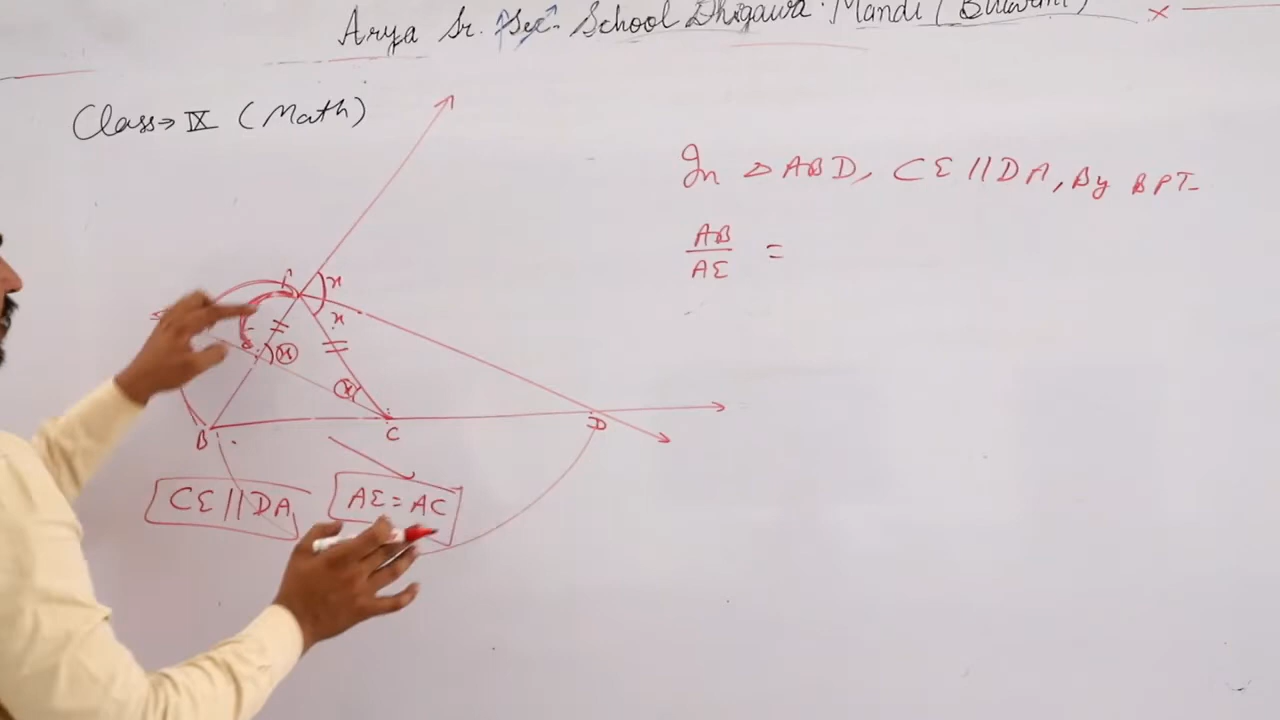 Arya Sr. Sec. School Dhigawa Mandi (Bhiwani)
Class → IX (Math)
In △ABD, CE//DA, By BPT-
AB/AE =
A
x
x
=
=
E
x
x
B
C
D
CE//DA
AE=AC